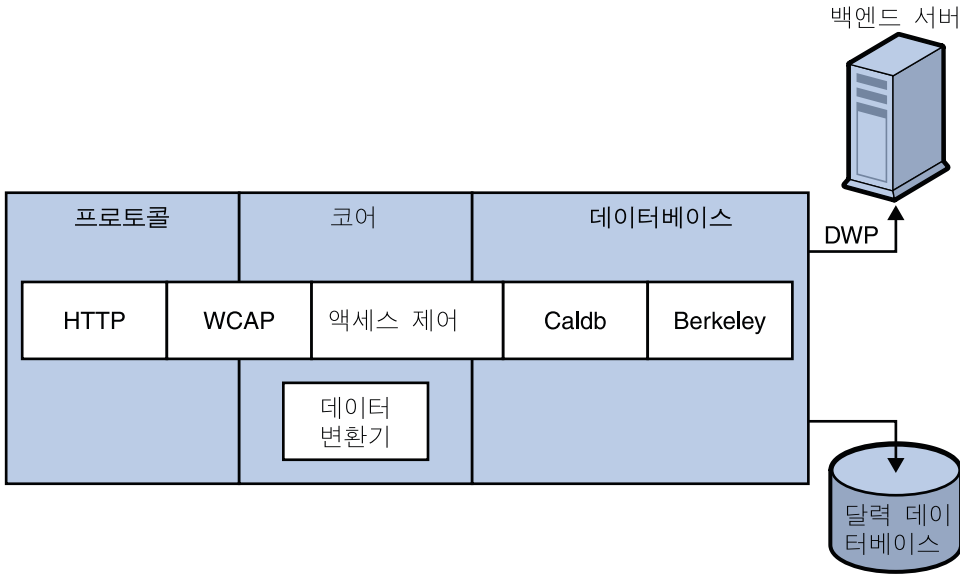 백엔드 서버
프로토콜
코어
데이터베이스
DWP
HTTP
WCAP
액세스 제어
Caldb
Berkeley
데이터
변환기
달력 데이
터베이스